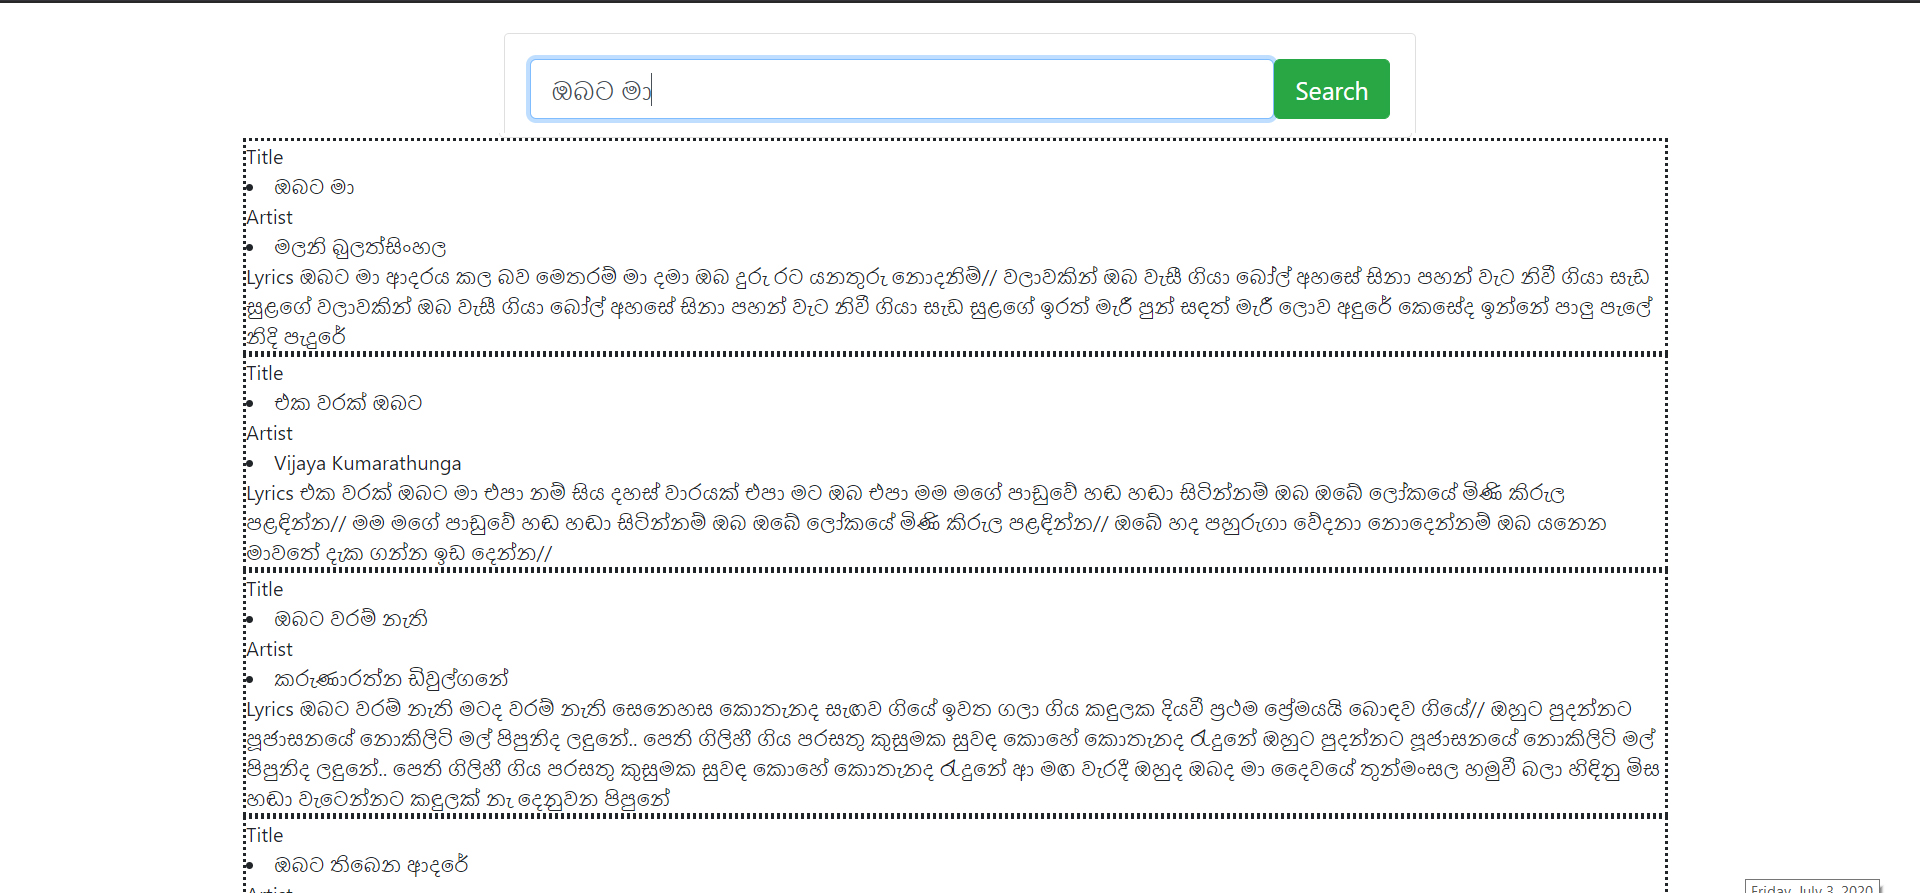 ඔබට මා
Search
Title
ඔබට මා
Artist
මලනි බුලත්සිංහල
Lyrics ඔබට මා ආදරය කල බව මෙතරම් මා දමා ඔබ දුරු රට යනතුරු නොදනිම්// වලාවකින් ඔබ වැසී ගියා බෝල් අහසේ සිනා පහන් වැට නිවී ගියා සැඩ
සුළගේ වලාවකින් ඔබ වැසී ගියා බෝල් අහසේ සිනා පහන් වැට නිවී ගියා සැඩ සුළගේ ඉරත් මැරී පුන් සඳත් මැරී ලොව අඳුරේ කෙසේද ඉන්නේ පාලු පැලේ
නිදි පැදුරේ
Title
එක වරක් ඔබට
Artist
Vijaya Kumarathunga
Lyrics එක වරක් ඔබට මා එපා නම් සිය දහස් වාරයක් එපා මට ඔබ එපා මම මගේ පාඩුවේ හඬ හඬා සිටින්නම් ඔබ ඔබේ ලෝකයේ මිණි කිරුල
පළඳින්න// මම මගේ පාඩුවේ හඬ හඬා සිටින්නම් ඔබ ඔබේ ලෝකයේ මිණි කිරුල පළඳින්න// ඔබේ හද පහුරුගා වේදනා නොදෙන්නම් ඔබ යනෙන
මාවතේ දැක ගන්න ඉඩ දෙන්න//
Title
ඔබට වරම් නැති
Artist
කරුණාරත්න ඩිවුල්ගනේ
Lyrics ඔබට වරම් නැති මටද වරම් නැති සෙනෙහස කොතැනද සැඟව ගියේ ඉවත ගලා ගිය කඳුලක දියවී ප්‍රථම ප්‍රේමයයි බොඳව ගියේ// ඔහුට පුදන්නට
පූජාසනයේ නොකිලිටි මල් පිපුනිද ලඳුනේ.. පෙති ගිලිහී ගිය පරසතු කුසුමක සුවඳ කොහේ කොතැනද රැඳුනේ ඔහුට පුදන්නට පූජාසනයේ නොකිලිටි මල්
පිපුනිද ලඳුනේ.. පෙති ගිලිහී ගිය පරසතු කුසුමක සුවඳ කොහේ කොතැනද රැඳුනේ ආ මඟ වැරදී ඔහුද ඔබද මා දෛවයේ තුන්මංසල හමුවී බලා හිඳිනු මිස
හඬා වැටෙන්නට කඳුලක් නෑ දෙනුවන පිපුනේ
Title
ඔබට තිබෙන ආදරේ
Artist
Friday, July 3, 2020